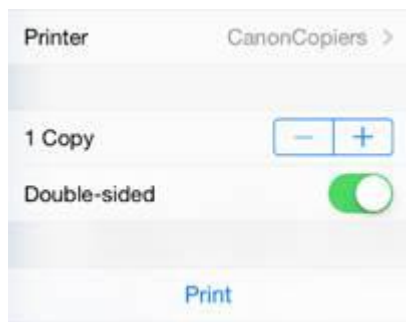 Printer CanonCopiers >
1 Copy − +
Double-sided
Print